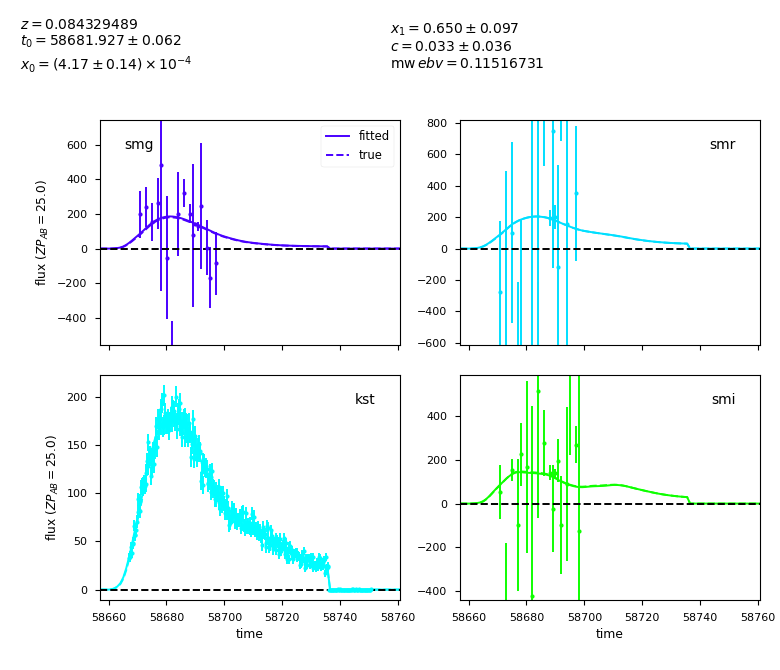 z = 0.084329489
t₀ = 58681.927 ± 0.062
x₀ = (4.17 ± 0.14) × 10⁻⁴
x₁ = 0.650 ± 0.097
c = 0.033 ± 0.036
mw ebv = 0.11516731
smg
fitted
true
600
400
200
0
−200
−400
flux (ZP_AB = 25.0)
smr
800
600
400
200
0
−200
−400
−600
kst
200
150
100
50
0
flux (ZP_AB = 25.0)
58660 58680 58700 58720 58740 58760
time
smi
400
200
0
−200
−400
58660 58680 58700 58720 58740 58760
time